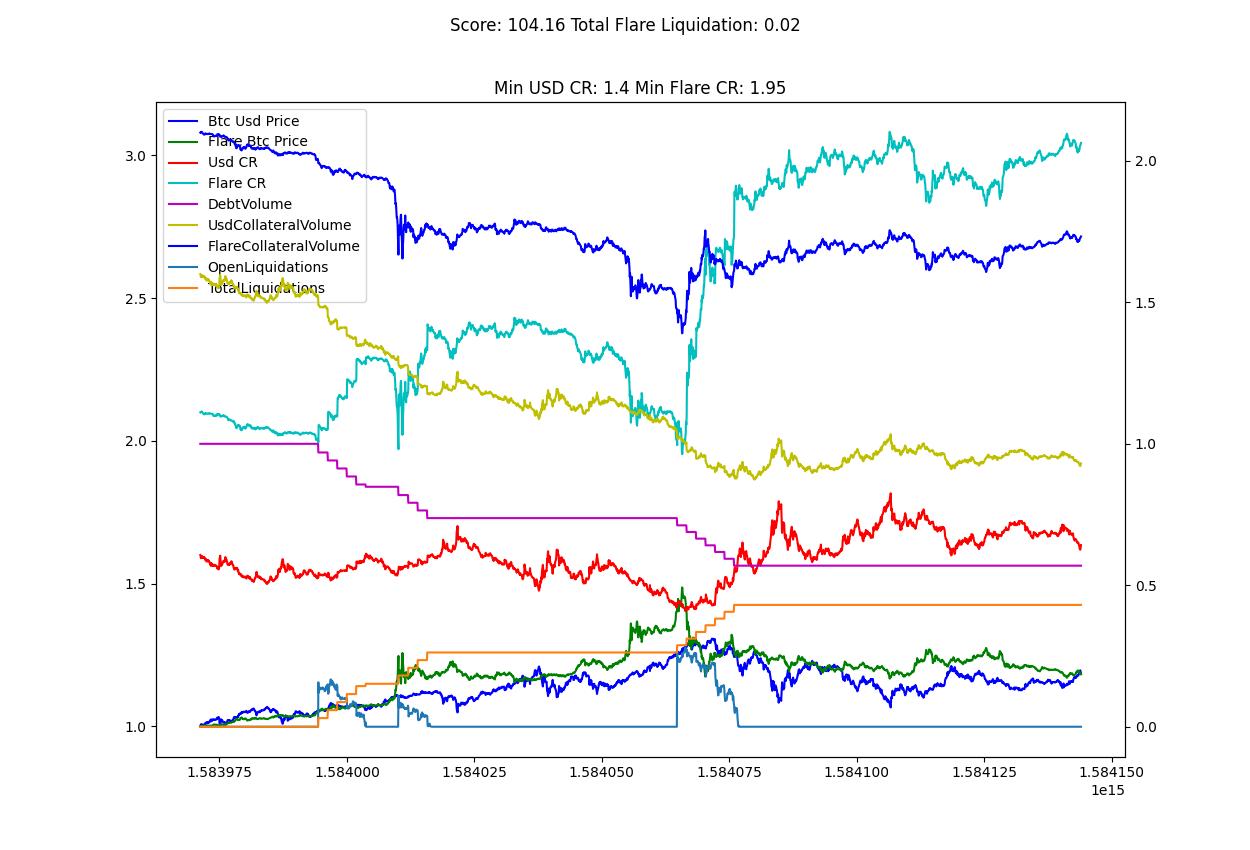 Score: 104.16 Total Flare Liquidation: 0.02
Min USD CR: 1.4 Min Flare CR: 1.95
Btc Usd Price
Flare Btc Price
Usd CR
Flare CR
DebtVolume
UsdCollateralVolume
FlareCollateralVolume
OpenLiquidations
TotalLiquidations
3.0
2.5
2.0
1.5
1.0
2.0
1.5
1.0
0.5
0.0
1.583975 1.584000 1.584025 1.584050 1.584075 1.584100 1.584125 1.584150
1e15